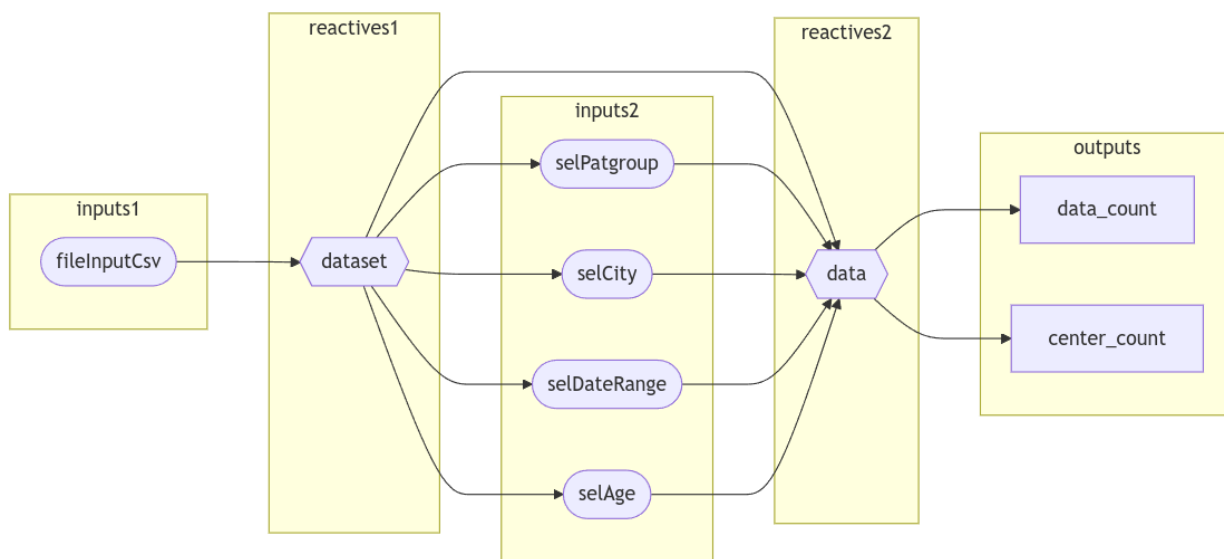 reactives1
reactives2
inputs2
outputs
selPatgroup
inputs1
data_count
fileInputCsv
dataset
selCity
data
center_count
selDateRange
selAge